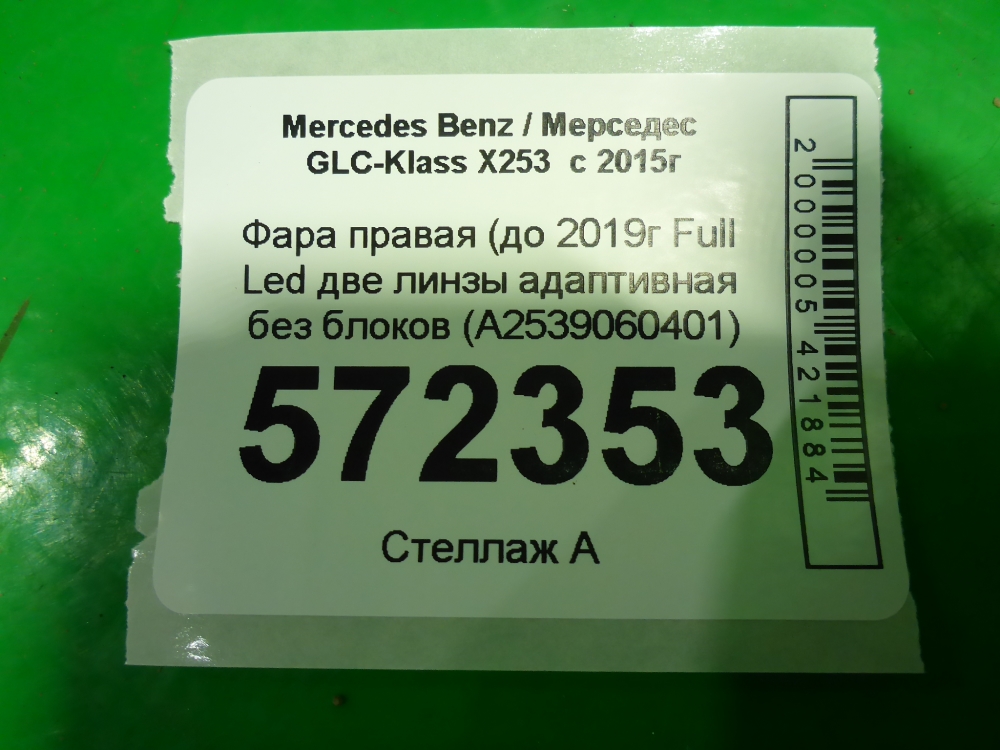 Mercedes Benz / Мерседес
GLC-Klass X253 с 2015г
Фара правая (до 2019г Full
Led две линзы адаптивная
без блоков (A2539060401)
572353
Стеллаж А
2000005421884